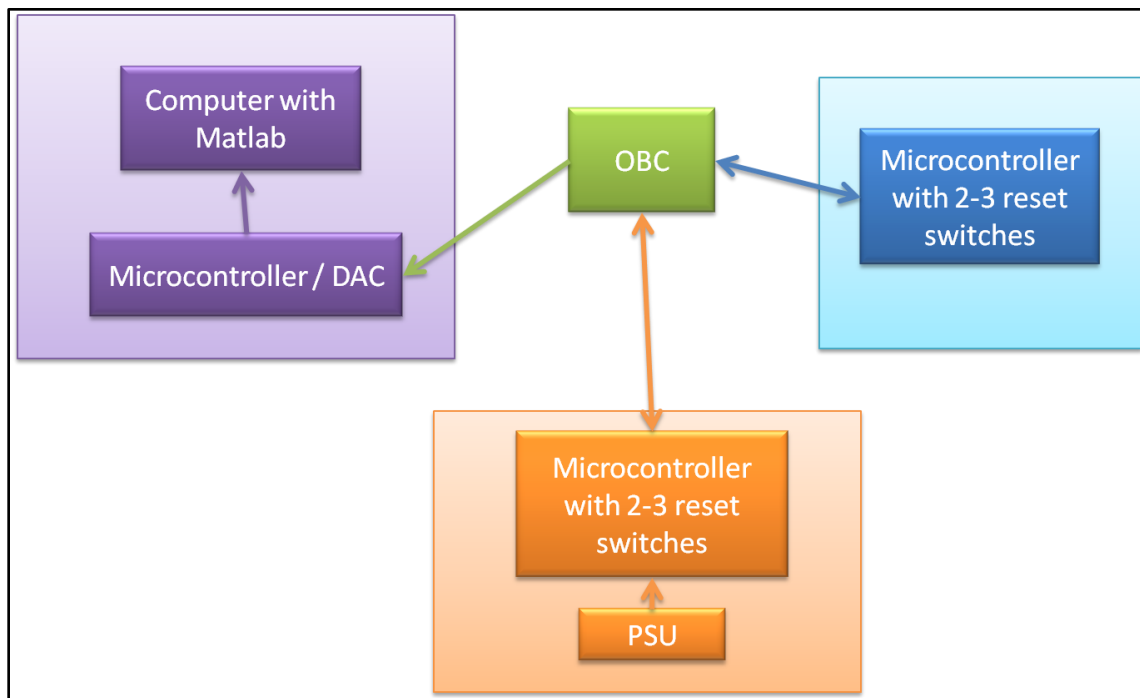 Computer with
Matlab
Microcontroller / DAC
OBC
Microcontroller
with 2-3 reset
switches
Microcontroller
with 2-3 reset
switches
PSU